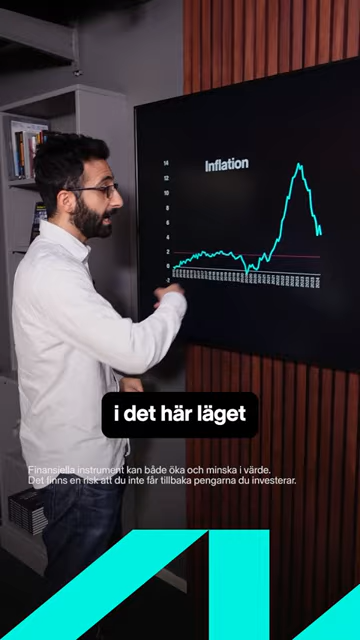 Inflation
14
12
10
8
6
4
2
0
i det här läget
Finansiella instrument kan både öka och minska i värde.
Det finns en risk att du inte får tillbaka pengarna du investerar.